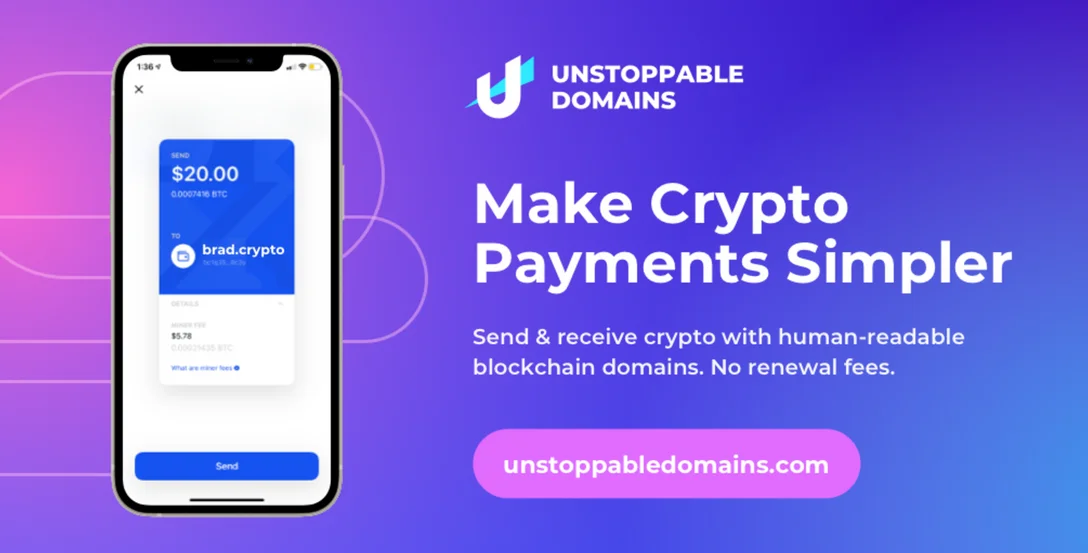 1:36
SEND
$20.00
0.0007416 BTC
TO
brad.crypto
DETAILS
MINER FEE
$5.78
What are miner fees
Send
UNSTOPPABLE
DOMAINS
Make Crypto
Payments Simpler
Send & receive crypto with human-readable
blockchain domains. No renewal fees.
unstoppabledomains.com